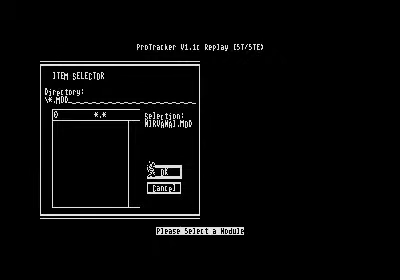 ProTracker V1.1c Replay (ST/STE)
ITEM SELECTOR
Directory:
\*.MOD
*.*
Selection:
NIRVANA1.MOD
OK
Cancel
Please Select a Module